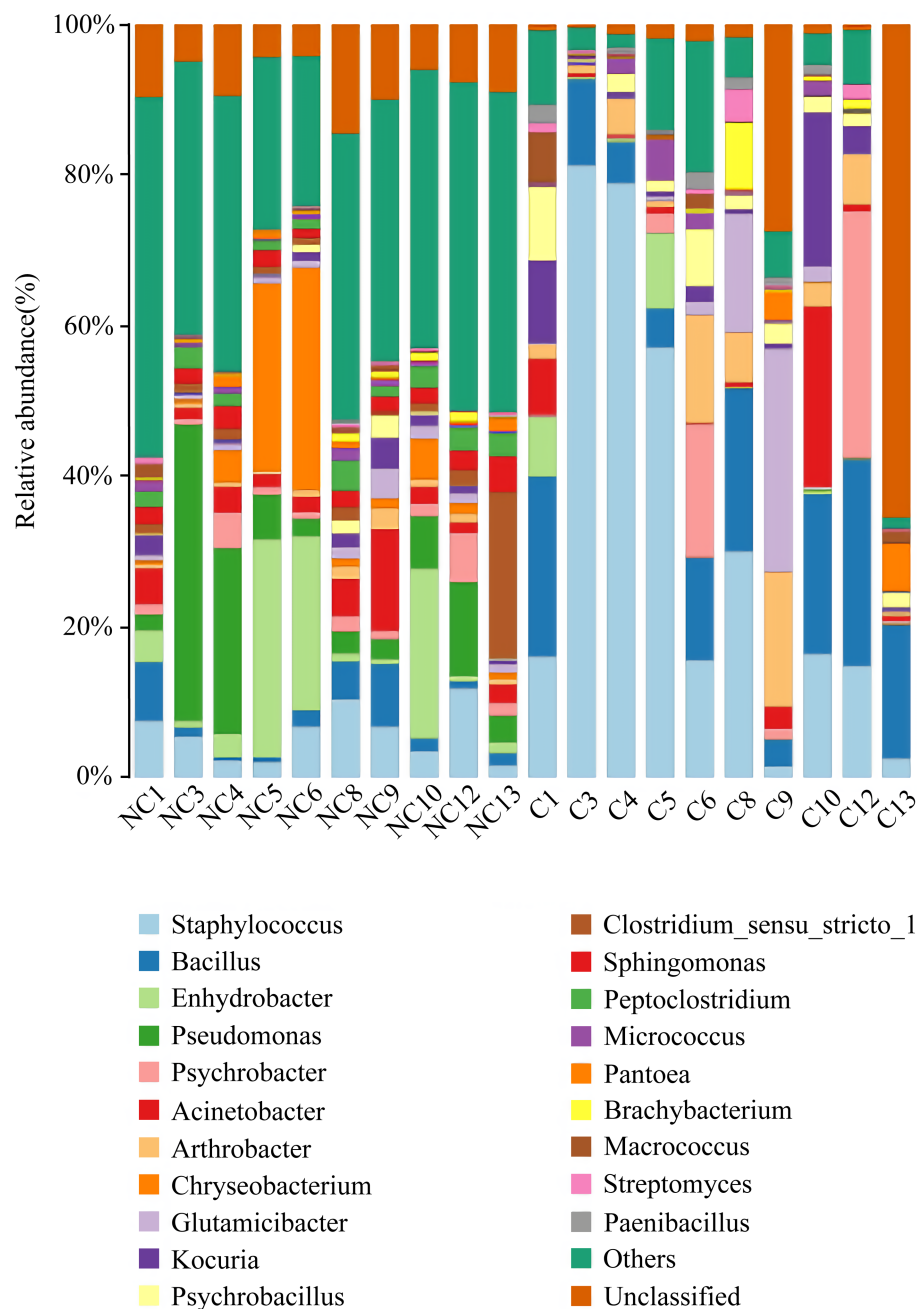 100%
80%
60%
40%
20%
0%
Relative abundance(%)
NC1 NC3 NC4 NC5 NC6 NC8 NC9 NC10 NC12 NC13 C1 C3 C4 C5 C6 C8 C9 C10 C12 C13
Staphylococcus
Bacillus
Enhydrobacter
Pseudomonas
Psychrobacter
Acinetobacter
Arthrobacter
Chryseobacterium
Glutamicibacter
Kocuria
Psychrobacillus
Clostridium_sensu_stricto_1
Sphingomonas
Peptoclostridium
Micrococcus
Pantoea
Brachybacterium
Macrococcus
Streptomyces
Paenibacillus
Others
Unclassified